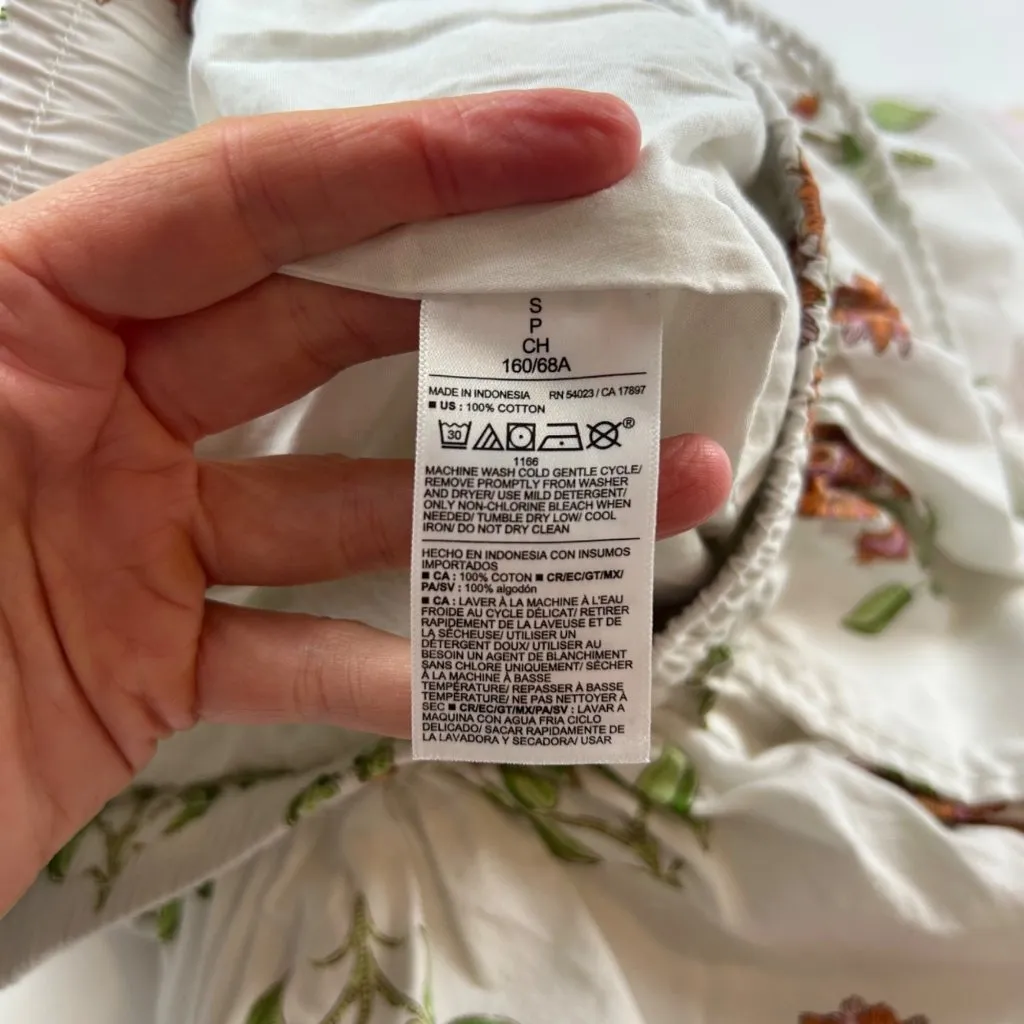 S
P
CH
160/68A
MADE IN INDONESIA RN 54023 / CA 17897
■ US : 100% COTTON
30 ®
1166
MACHINE WASH COLD GENTLE CYCLE/
REMOVE PROMPTLY FROM WASHER
AND DRYER/ USE MILD DETERGENT/
ONLY NON-CHLORINE BLEACH WHEN
NEEDED/ TUMBLE DRY LOW/ COOL
IRON/ DO NOT DRY CLEAN
HECHO EN INDONESIA CON INSUMOS
IMPORTADOS
■ CA : 100% COTON ■ CR/EC/GT/MX/
PA/SV : 100% algodón
■ CA : LAVER À LA MACHINE À L'EAU
FROIDE AU CYCLE DÉLICAT/ RETIRER
RAPIDEMENT DE LA LAVEUSE ET DE
LA SÉCHEUSE/ UTILISER UN
DÉTERGENT DOUX/ UTILISER AU
BESOIN UN AGENT DE BLANCHIMENT
SANS CHLORE UNIQUEMENT/ SÉCHER
À LA MACHINE À BASSE
TEMPÉRATURE/ REPASSER À BASSE
TEMPÉRATURE/ NE PAS NETTOYER À
SEC ■ CR/EC/GT/MX/PA/SV : LAVAR A
MAQUINA CON AGUA FRIA CICLO
DELICADO/ SACAR RAPIDAMENTE DE
LA LAVADORA Y SECADORA/ USAR